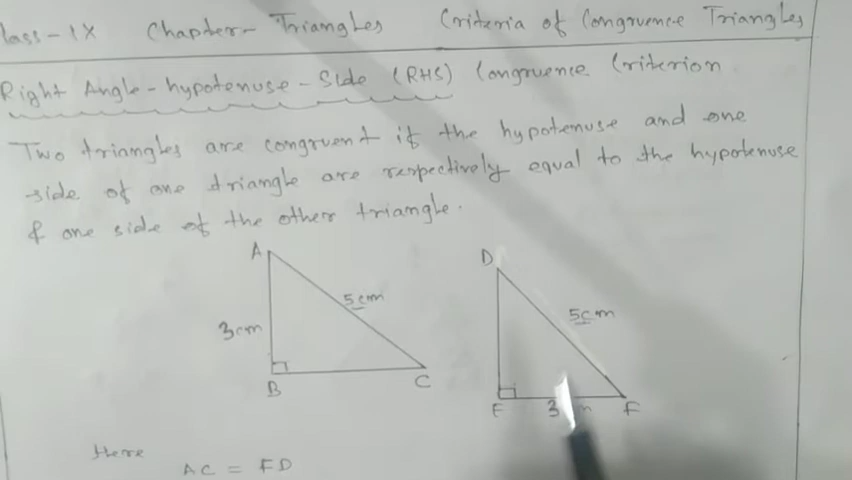 lass-IX Chapter- Triangles Criteria of Congruence Triangles
Right Angle-hypotenuse-Side (RHS) Congruence Criterion
Two triangles are congruent if the hypotenuse and one
side of one triangle are respectively equal to the hypotenuse
& one side of the other triangle.
A
D
5cm
5cm
3cm
B
C
E
3
F
Here
AC = FD